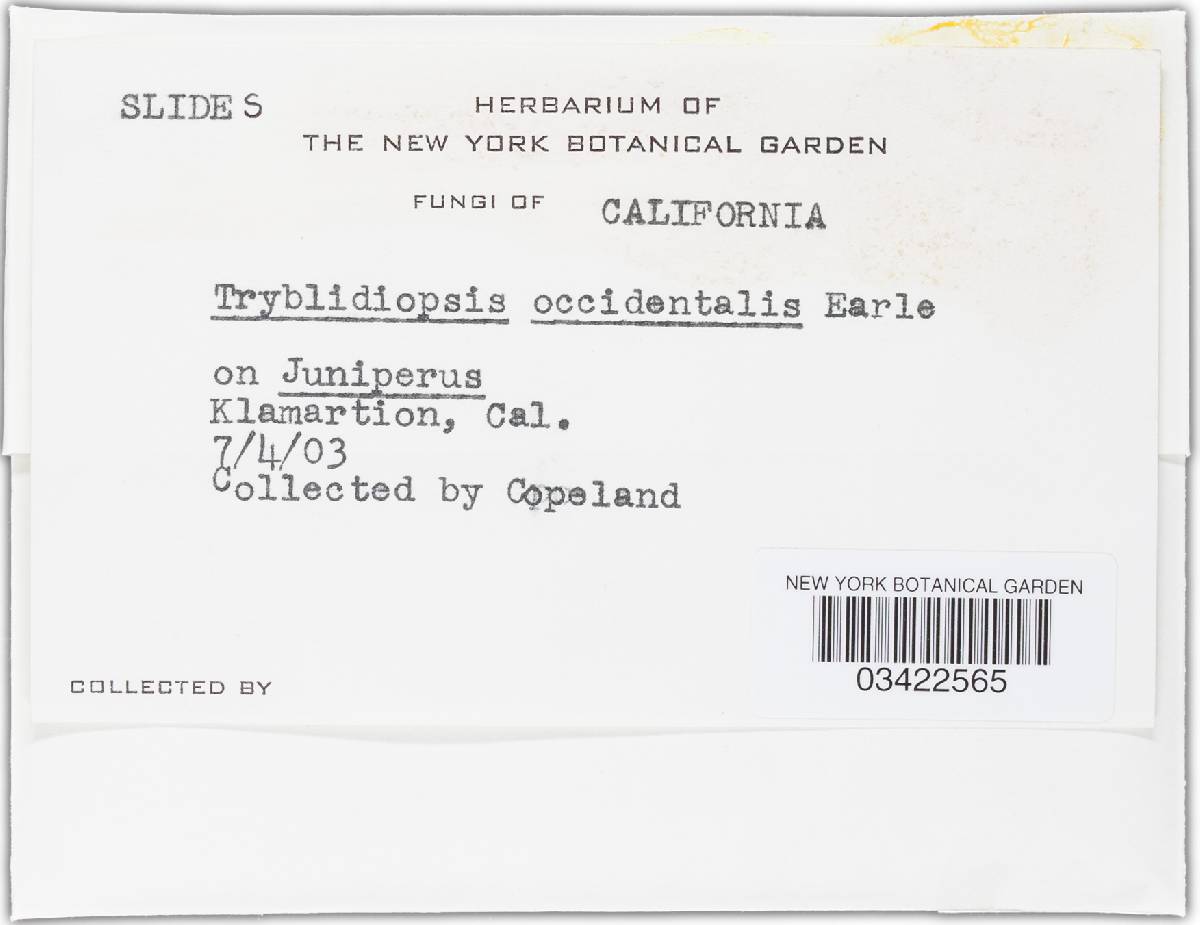 SLIDES
HERBARIUM OF
THE NEW YORK BOTANICAL GARDEN
FUNGI OF CALIFORNIA
Tryblidiopsis occidentalis Earle
on Juniperus
Klamartion, Cal.
7/4/03
Collected by Copeland
NEW YORK BOTANICAL GARDEN
03422565
COLLECTED BY